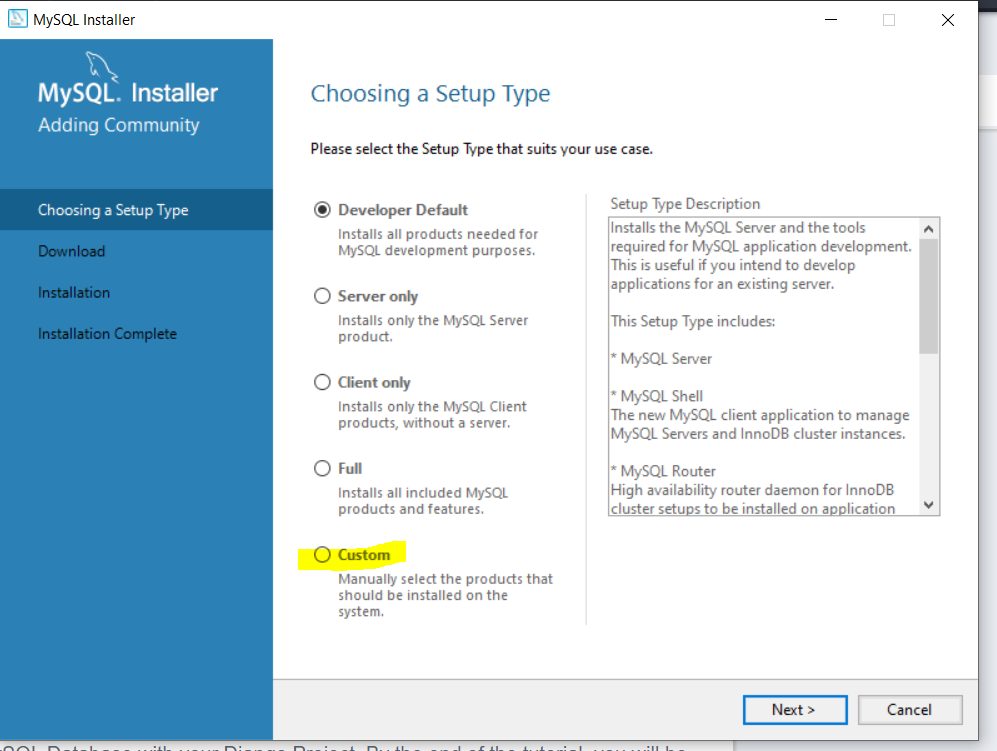 MySQL Installer
MySQL. Installer
Adding Community
Choosing a Setup Type
Download
Installation
Installation Complete
Choosing a Setup Type
Please select the Setup Type that suits your use case.
Developer Default
Installs all products needed for
MySQL development purposes.
Server only
Installs only the MySQL Server
product.
Client only
Installs only the MySQL Client
products, without a server.
Full
Installs all included MySQL
products and features.
Custom
Manually select the products that
should be installed on the
system.
Setup Type Description
Installs the MySQL Server and the tools
required for MySQL application development.
This is useful if you intend to develop
applications for an existing server.
This Setup Type includes:
* MySQL Server
* MySQL Shell
The new MySQL client application to manage
MySQL Servers and InnoDB cluster instances.
* MySQL Router
High availability router daemon for InnoDB
cluster setups to be installed on application
Next >
Cancel
Database with your Django Project. By the end of the tutorial, you will be